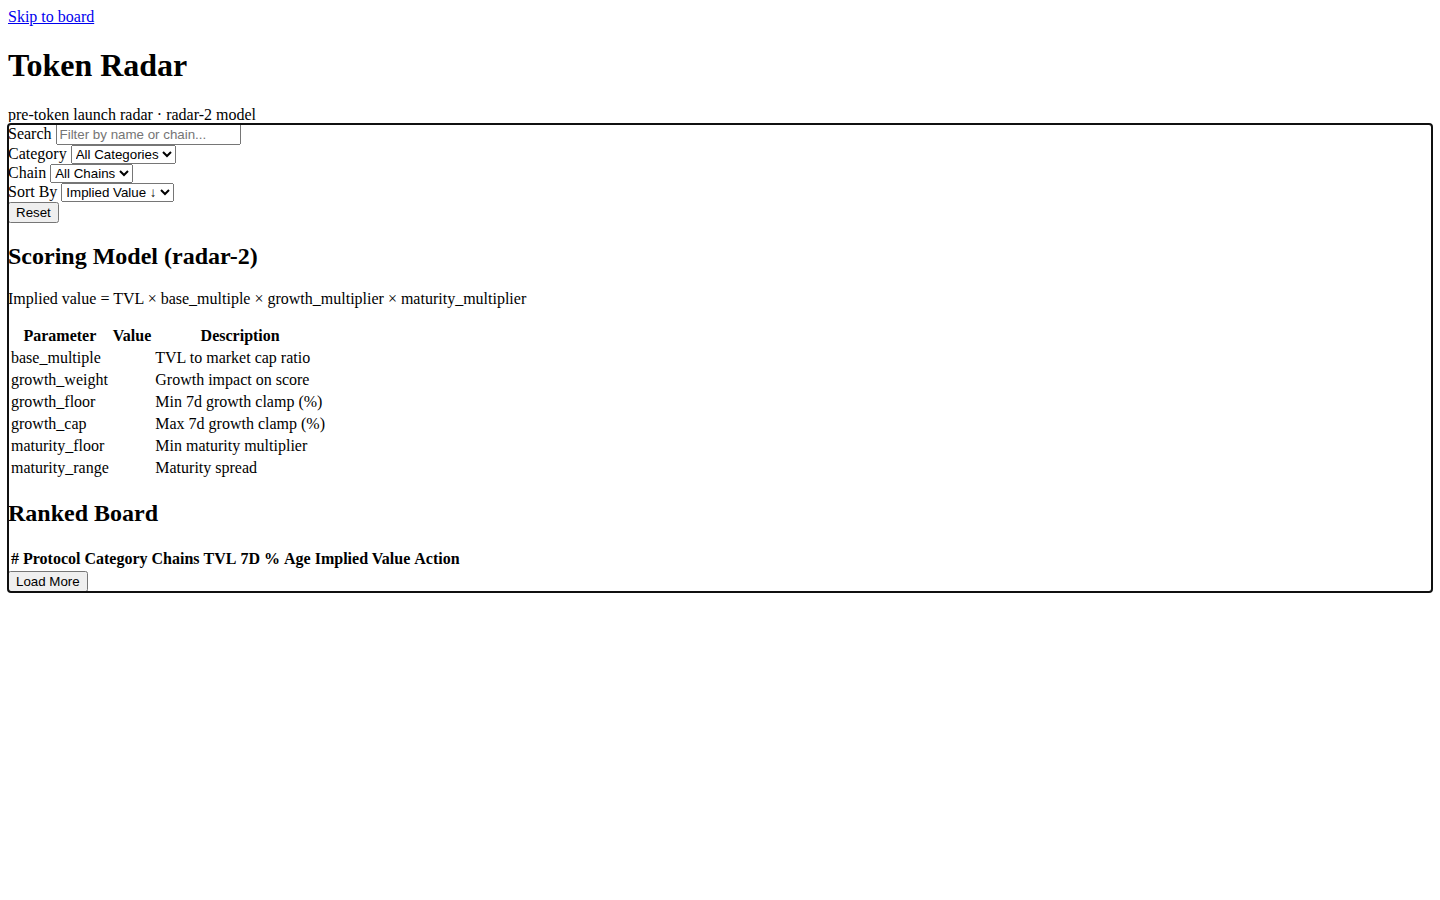 Skip to board
Token Radar
pre-token launch radar · radar-2 model
Search Filter by name or chain...
Category All Categories
Chain All Chains
Sort By Implied Value ↓
Reset
Scoring Model (radar-2)
Implied value = TVL × base_multiple × growth_multiplier × maturity_multiplier
Parameter Value Description
base_multiple TVL to market cap ratio
growth_weight Growth impact on score
growth_floor Min 7d growth clamp (%)
growth_cap Max 7d growth clamp (%)
maturity_floor Min maturity multiplier
maturity_range Maturity spread
Ranked Board
# Protocol Category Chains TVL 7D % Age Implied Value Action
Load More